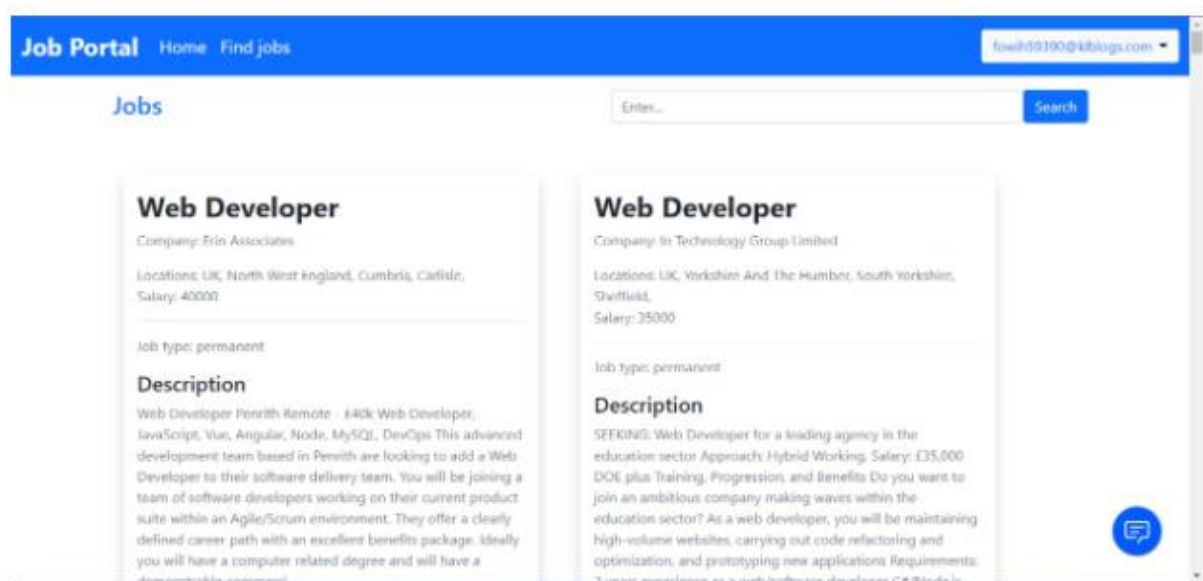 Job Portal Home Find jobs
Jobs
Enter...
Search
Web Developer
Company: Erin Associates
Locations: UK, North West England, Cumbria, Carlisle,
Salary: 40000
Job type: permanent
Description
Web Developer Penrith Remote - £40k Web Developer,
JavaScript, Vue, Angular, Node, MySQL, DevOps This advanced
development team based in Penrith are looking to add a Web
Developer to their software delivery team. You will be joining a
team of software developers working on their current product
suite within an Agile/Scrum environment. They offer a clearly
defined career path with an excellent benefits package. Ideally
you will have a computer related degree and will have a
Web Developer
Company: In Technology Group Limited
Locations: UK, Yorkshire And The Humber, South Yorkshire,
Sheffield,
Salary: 35000
Job type: permanent
Description
SEEKING: Web Developer for a leading agency in the
education sector Approach: Hybrid Working. Salary: £35,000
DOE plus Training, Progression, and Benefits Do you want to
join an ambitious company making waves within the
education sector? As a web developer, you will be maintaining
high-volume websites, carrying out code refactoring and
optimization, and prototyping new applications Requirements: